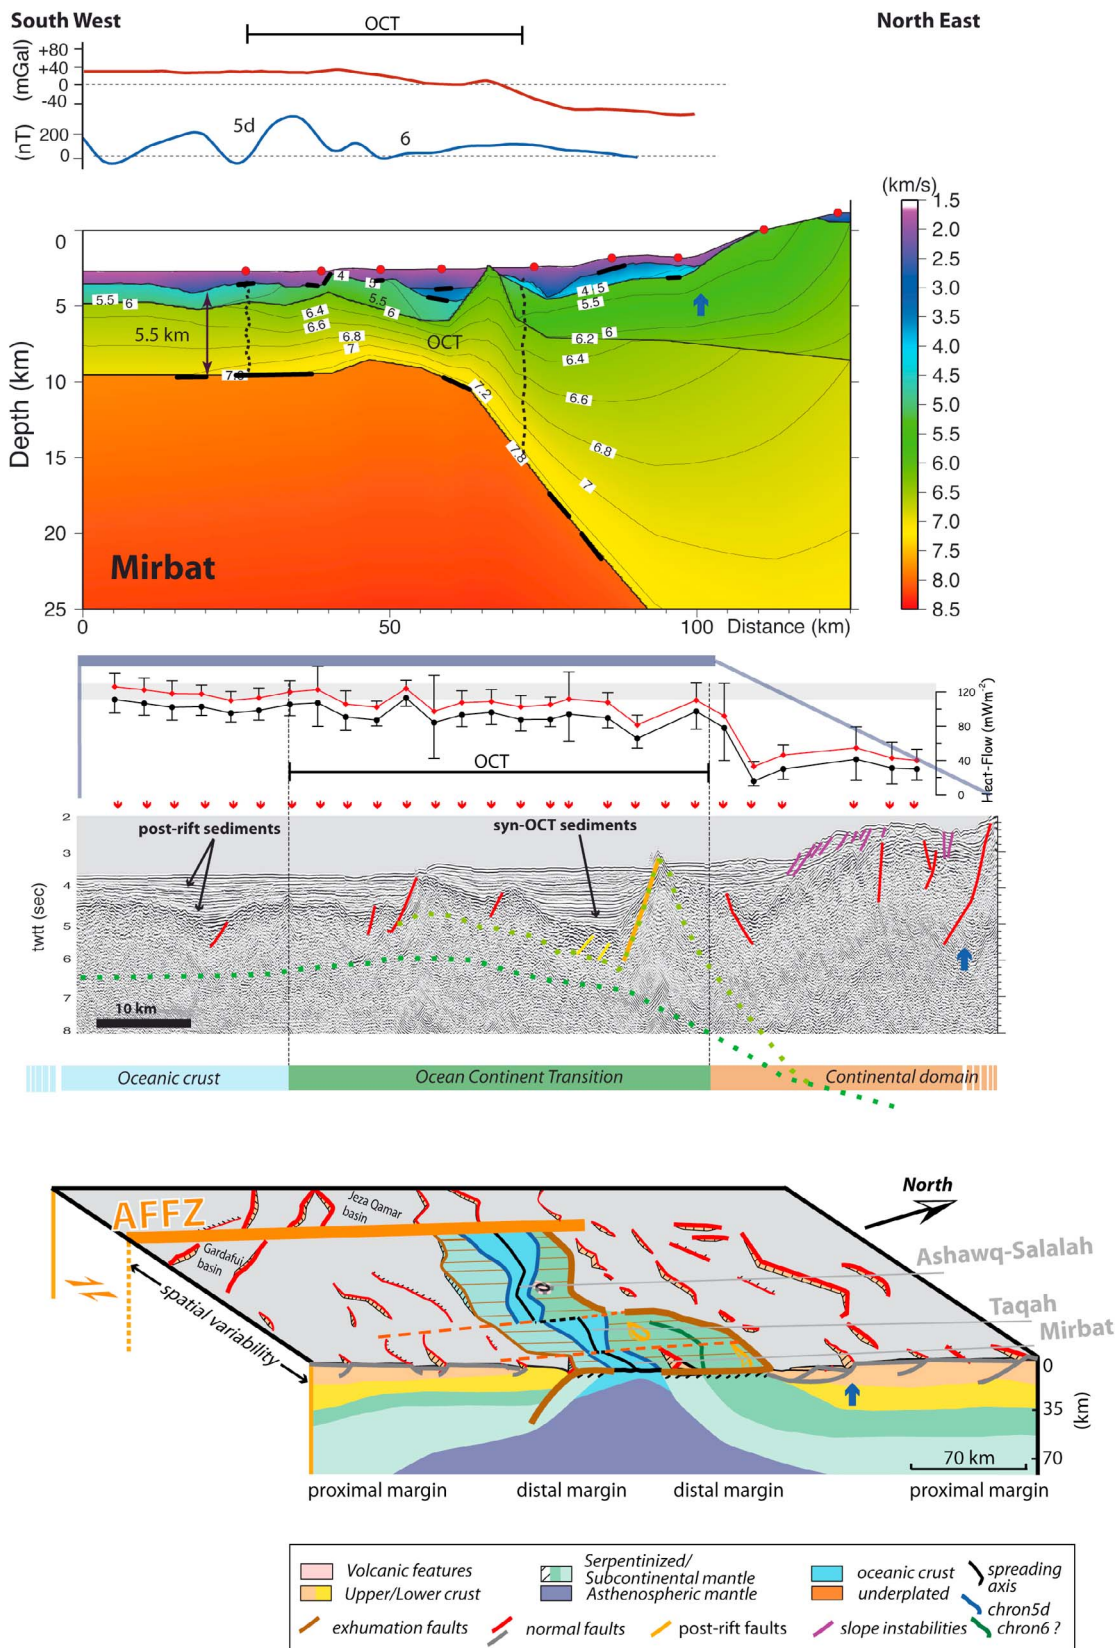 South West
OCT
North East
+80
+40
0
-40
(mGal)
5d
6
200
0
(nT)
(km/s)
1.5
2.0
2.5
3.0
3.5
4.0
4.5
5.0
5.5
6.0
6.5
7.0
7.5
8.0
8.5
0
5
10
15
20
25
Depth (km)
4
5
5.5
6
5.5
6
6.4
6.6
6.8
7
5.5 km
OCT
7.2
7.8
4
5
5.5
6
6.2
6.4
6.6
6.8
7
Mirbat
0
50
100
Distance (km)
120
80
40
0
Heat-Flow (mWm-2)
OCT
2
3
4
5
6
7
8
twtt (sec)
post-rift sediments
syn-OCT sediments
10 km
Oceanic crust
Ocean Continent Transition
Continental domain
North
AFFZ
Jeza Qamar
basin
Gardafui
basin
spatial variability
Ashawq-Salalah
Taqah
Mirbat
0
35
70
(km)
70 km
proximal margin
distal margin
distal margin
proximal margin
Volcanic features
Serpentinized/
Subcontinental mantle
oceanic crust
spreading
axis
Upper/Lower crust
Asthenospheric mantle
underplated
chron5d
exhumation faults
normal faults
post-rift faults
slope instabilities
chron6 ?